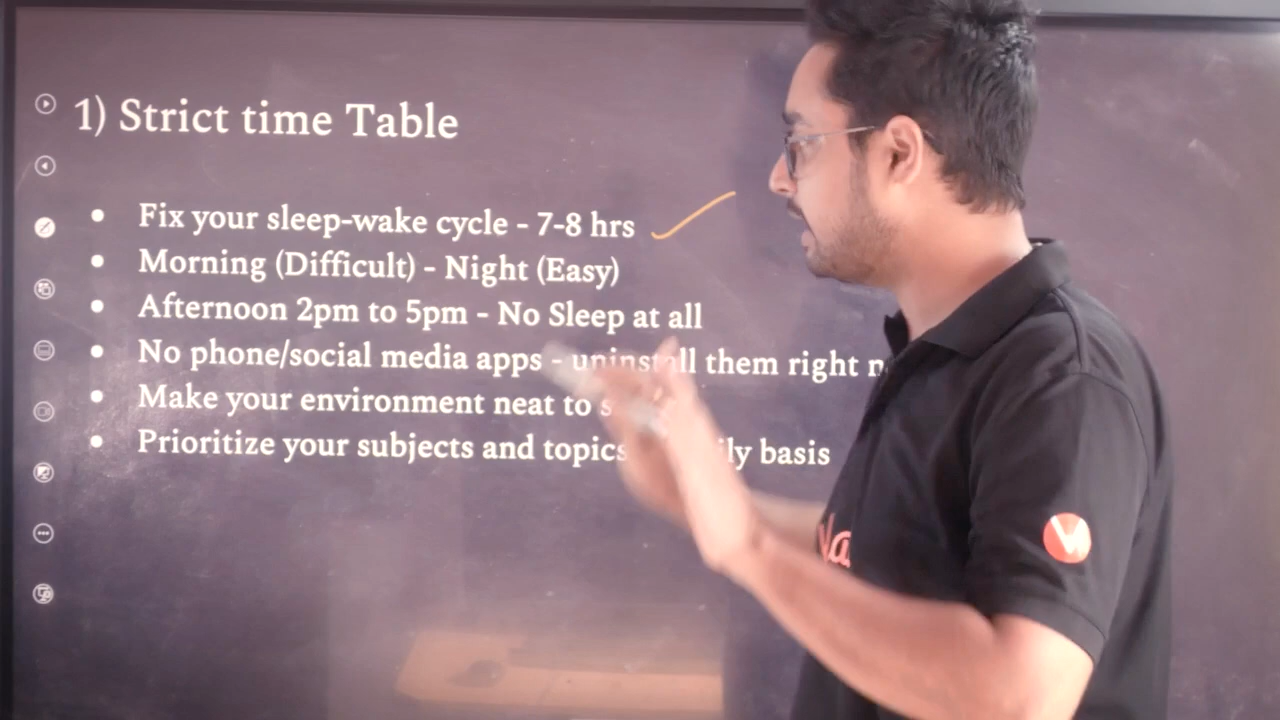 1) Strict time Table
• Fix your sleep-wake cycle - 7-8 hrs
• Morning (Difficult) - Night (Easy)
• Afternoon 2pm to 5pm - No Sleep at all
• No phone/social media apps - uninstall them right
• Make your environment neat to
• Prioritize your subjects and topics basis